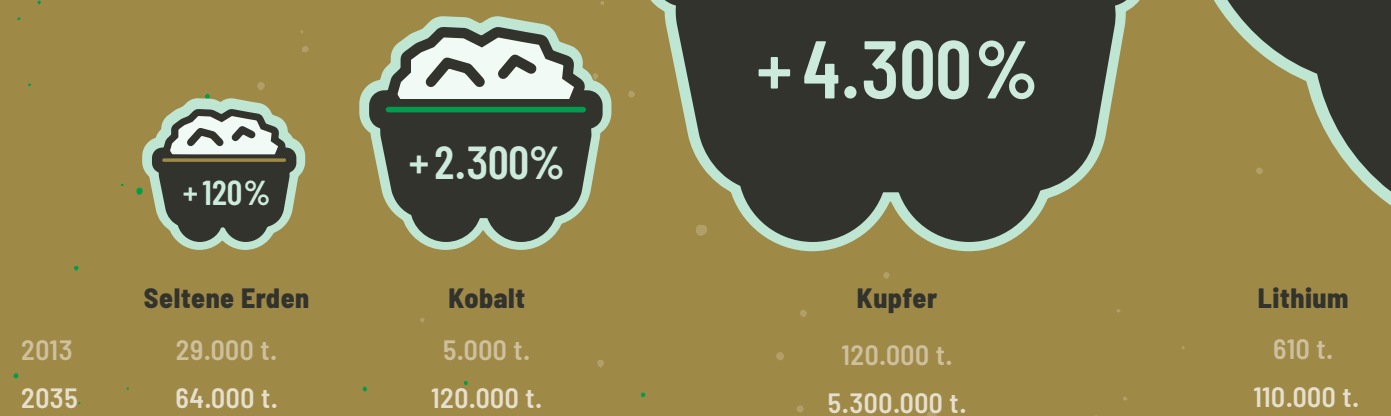 +4.300%
+2.300%
+120%
Seltene Erden Kobalt Kupfer Lithium
2013 29.000 t. 5.000 t. 120.000 t. 610 t.
2035 64.000 t. 120.000 t. 5.300.000 t. 110.000 t.